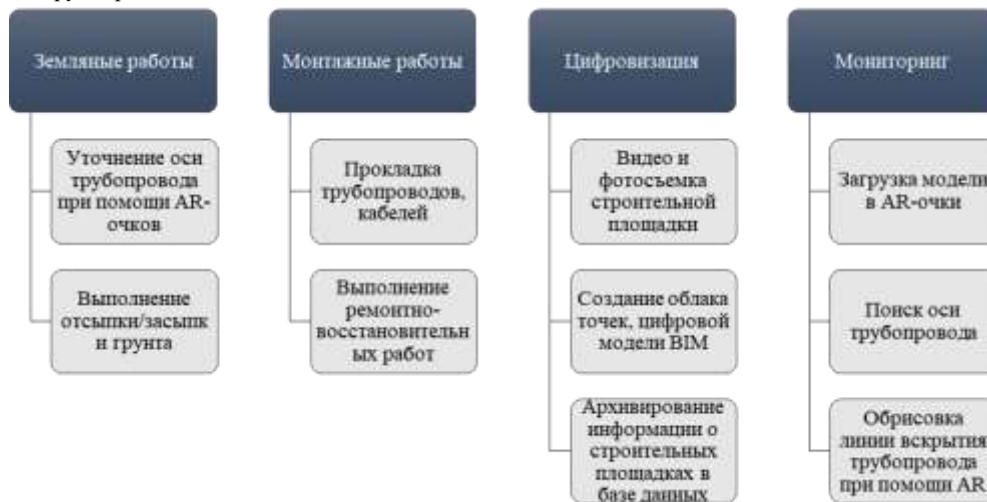 Земляные работы
Уточнение оси
трубопровода
при помощи AR-
очков
Выполнение
отсыпки/засыпк
и грунта
Монтажные работы
Прокладка
трубопроводов,
кабелей
Выполнение
ремонтно-
восстановительн
ых работ
Цифровизация
Видео и
фотосъемка
строительной
площадки
Создание облака
точек, цифровой
модели BIM
Архивирование
информации о
строительных
площадках в
базе данных
Мониторинг
Загрузка модели
в AR-очки
Поиск оси
трубопровода
Обрисовка
линии вскрытия
трубопровода
при помощи AR